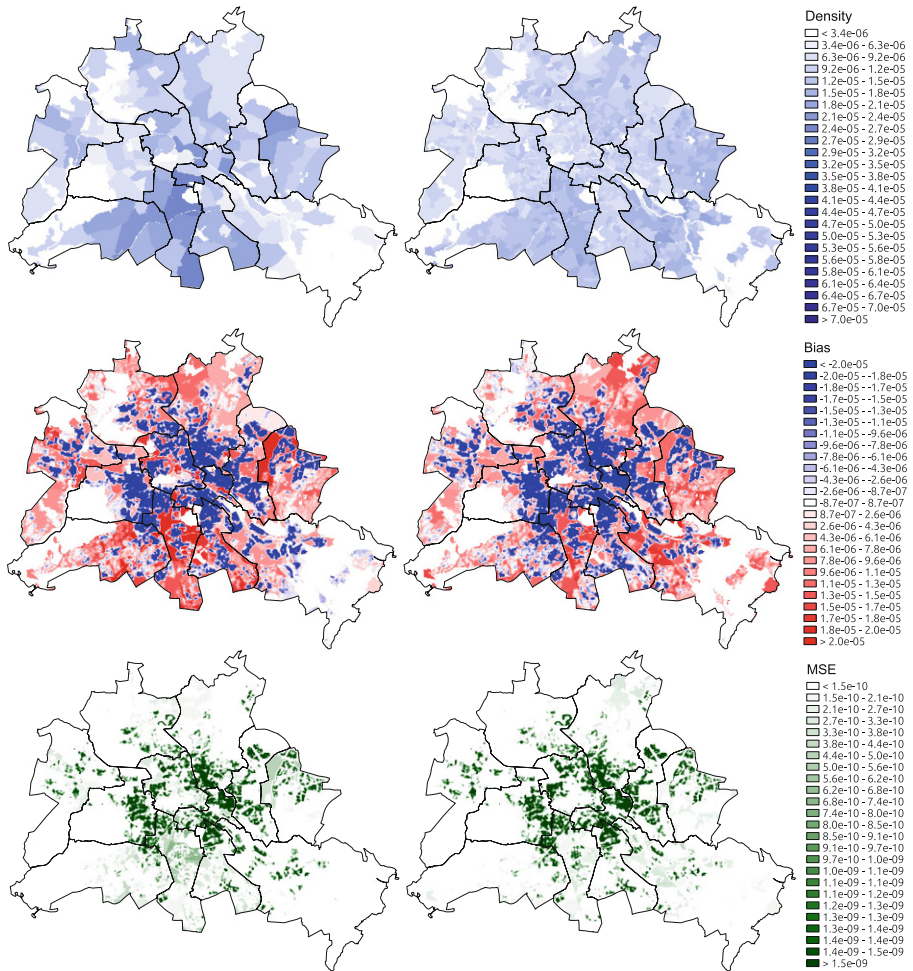 Density
< 3.4e-06
3.4e-06 - 6.3e-06
6.3e-06 - 9.2e-06
9.2e-06 - 1.2e-05
1.2e-05 - 1.5e-05
1.5e-05 - 1.8e-05
1.8e-05 - 2.1e-05
2.1e-05 - 2.4e-05
2.4e-05 - 2.7e-05
2.7e-05 - 2.9e-05
2.9e-05 - 3.2e-05
3.2e-05 - 3.5e-05
3.5e-05 - 3.8e-05
3.8e-05 - 4.1e-05
4.1e-05 - 4.4e-05
4.4e-05 - 4.7e-05
4.7e-05 - 5.0e-05
5.0e-05 - 5.3e-05
5.3e-05 - 5.6e-05
5.6e-05 - 5.8e-05
5.8e-05 - 6.1e-05
6.1e-05 - 6.4e-05
6.4e-05 - 6.7e-05
6.7e-05 - 7.0e-05
> 7.0e-05
Bias
< -2.0e-05
-2.0e-05 - -1.8e-05
-1.8e-05 - -1.7e-05
-1.7e-05 - -1.5e-05
-1.5e-05 - -1.3e-05
-1.3e-05 - -1.1e-05
-1.1e-05 - -9.6e-06
-9.6e-06 - -7.8e-06
-7.8e-06 - -6.1e-06
-6.1e-06 - -4.3e-06
-4.3e-06 - -2.6e-06
-2.6e-06 - -8.7e-07
-8.7e-07 - 8.7e-07
8.7e-07 - 2.6e-06
2.6e-06 - 4.3e-06
4.3e-06 - 6.1e-06
6.1e-06 - 7.8e-06
7.8e-06 - 9.6e-06
9.6e-06 - 1.1e-05
1.1e-05 - 1.3e-05
1.3e-05 - 1.5e-05
1.5e-05 - 1.7e-05
1.7e-05 - 1.8e-05
1.8e-05 - 2.0e-05
> 2.0e-05
MSE
< 1.5e-10
1.5e-10 - 2.1e-10
2.1e-10 - 2.7e-10
2.7e-10 - 3.3e-10
3.3e-10 - 3.8e-10
3.8e-10 - 4.4e-10
4.4e-10 - 5.0e-10
5.0e-10 - 5.6e-10
5.6e-10 - 6.2e-10
6.2e-10 - 6.8e-10
6.8e-10 - 7.4e-10
7.4e-10 - 8.0e-10
8.0e-10 - 8.5e-10
8.5e-10 - 9.1e-10
9.1e-10 - 9.7e-10
9.7e-10 - 1.0e-09
1.0e-09 - 1.1e-09
1.1e-09 - 1.1e-09
1.1e-09 - 1.2e-09
1.2e-09 - 1.3e-09
1.3e-09 - 1.3e-09
1.3e-09 - 1.4e-09
1.4e-09 - 1.4e-09
1.4e-09 - 1.5e-09
> 1.5e-09